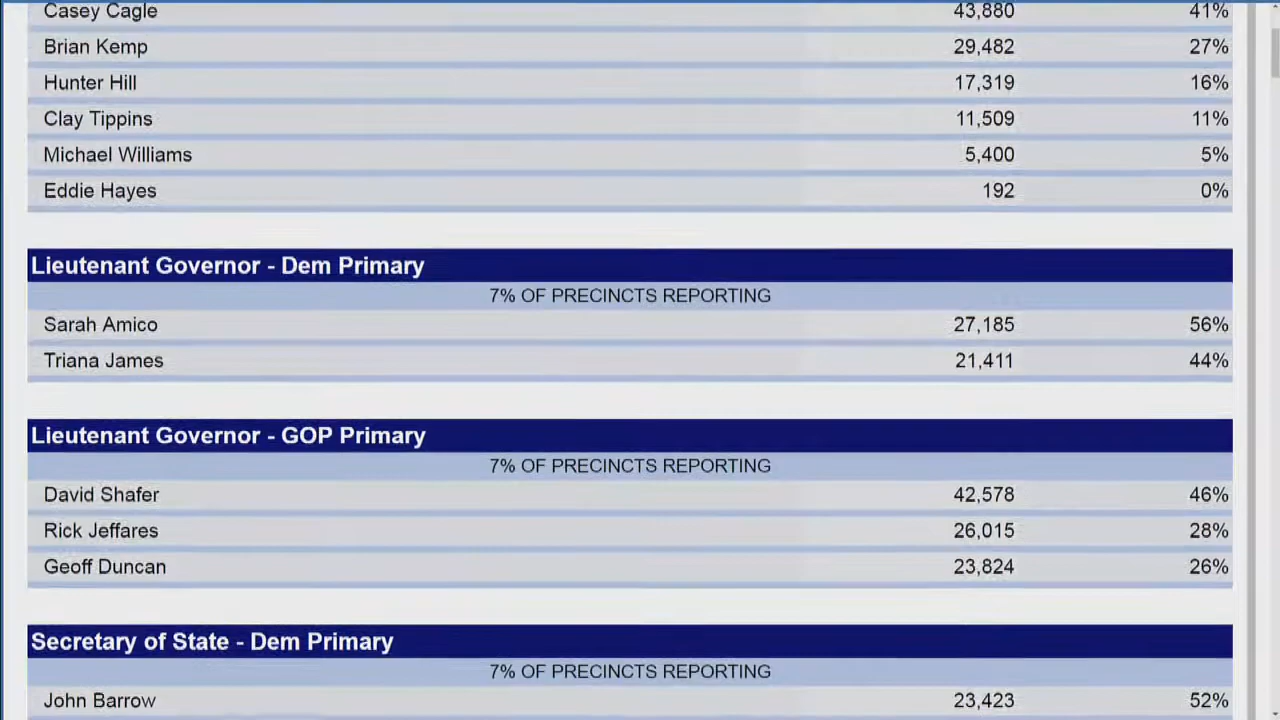 Casey Cagle 43,880 41%
Brian Kemp 29,482 27%
Hunter Hill 17,319 16%
Clay Tippins 11,509 11%
Michael Williams 5,400 5%
Eddie Hayes 192 0%
Lieutenant Governor - Dem Primary
7% OF PRECINCTS REPORTING
Sarah Amico 27,185 56%
Triana James 21,411 44%
Lieutenant Governor - GOP Primary
7% OF PRECINCTS REPORTING
David Shafer 42,578 46%
Rick Jeffares 26,015 28%
Geoff Duncan 23,824 26%
Secretary of State - Dem Primary
7% OF PRECINCTS REPORTING
John Barrow 23,423 52%